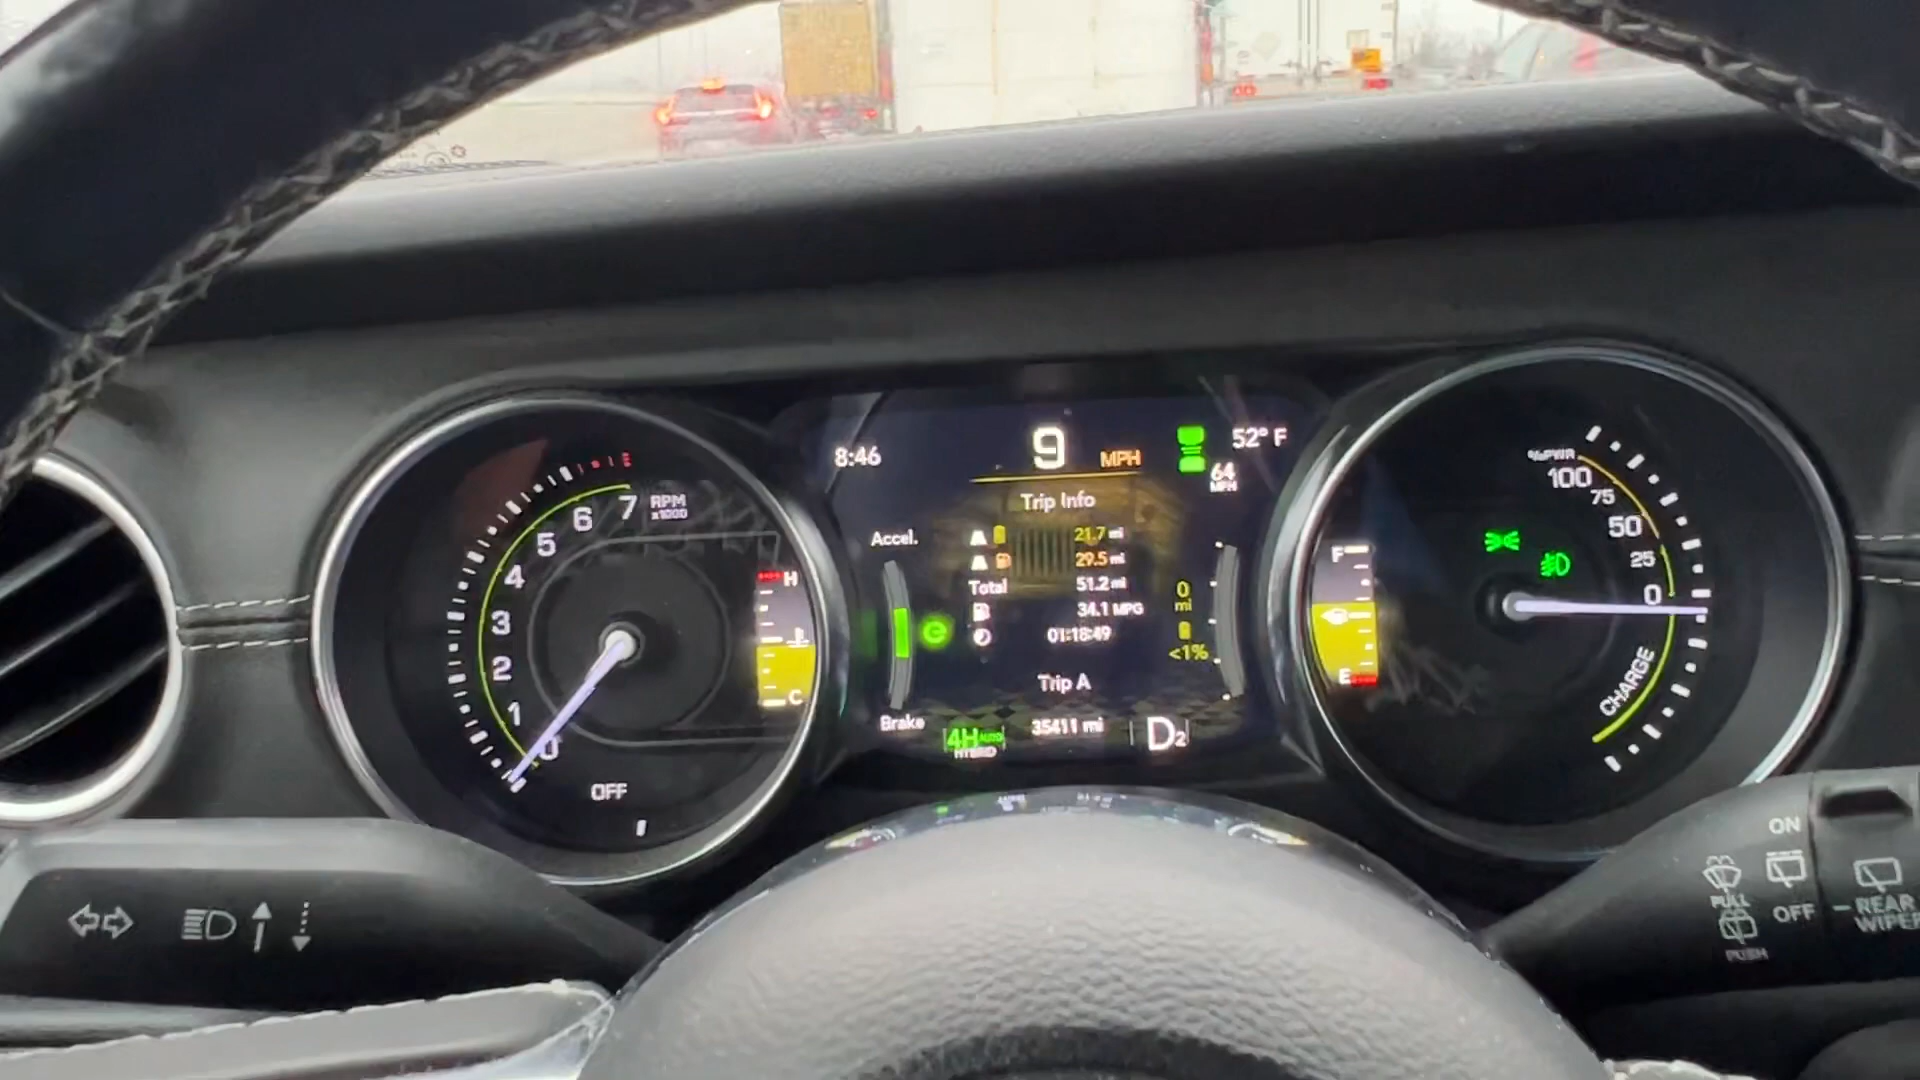 8:46
9 MPH
52° F
64
MPH
Trip Info
Accel.
21.7 mi
29.5 mi
Total 51.2 mi
34.1 MPG
01:18:49
0
mi
<1%
Trip A
Brake
4H AUTO
HYBRID
35411 mi
D2
7
6
5
4
3
2
1
0
RPM
x1000
OFF
H
C
F
E
%PWR
100
75
50
25
0
CHARGE
ON
OFF
PULL
PUSH
REAR
WIPER